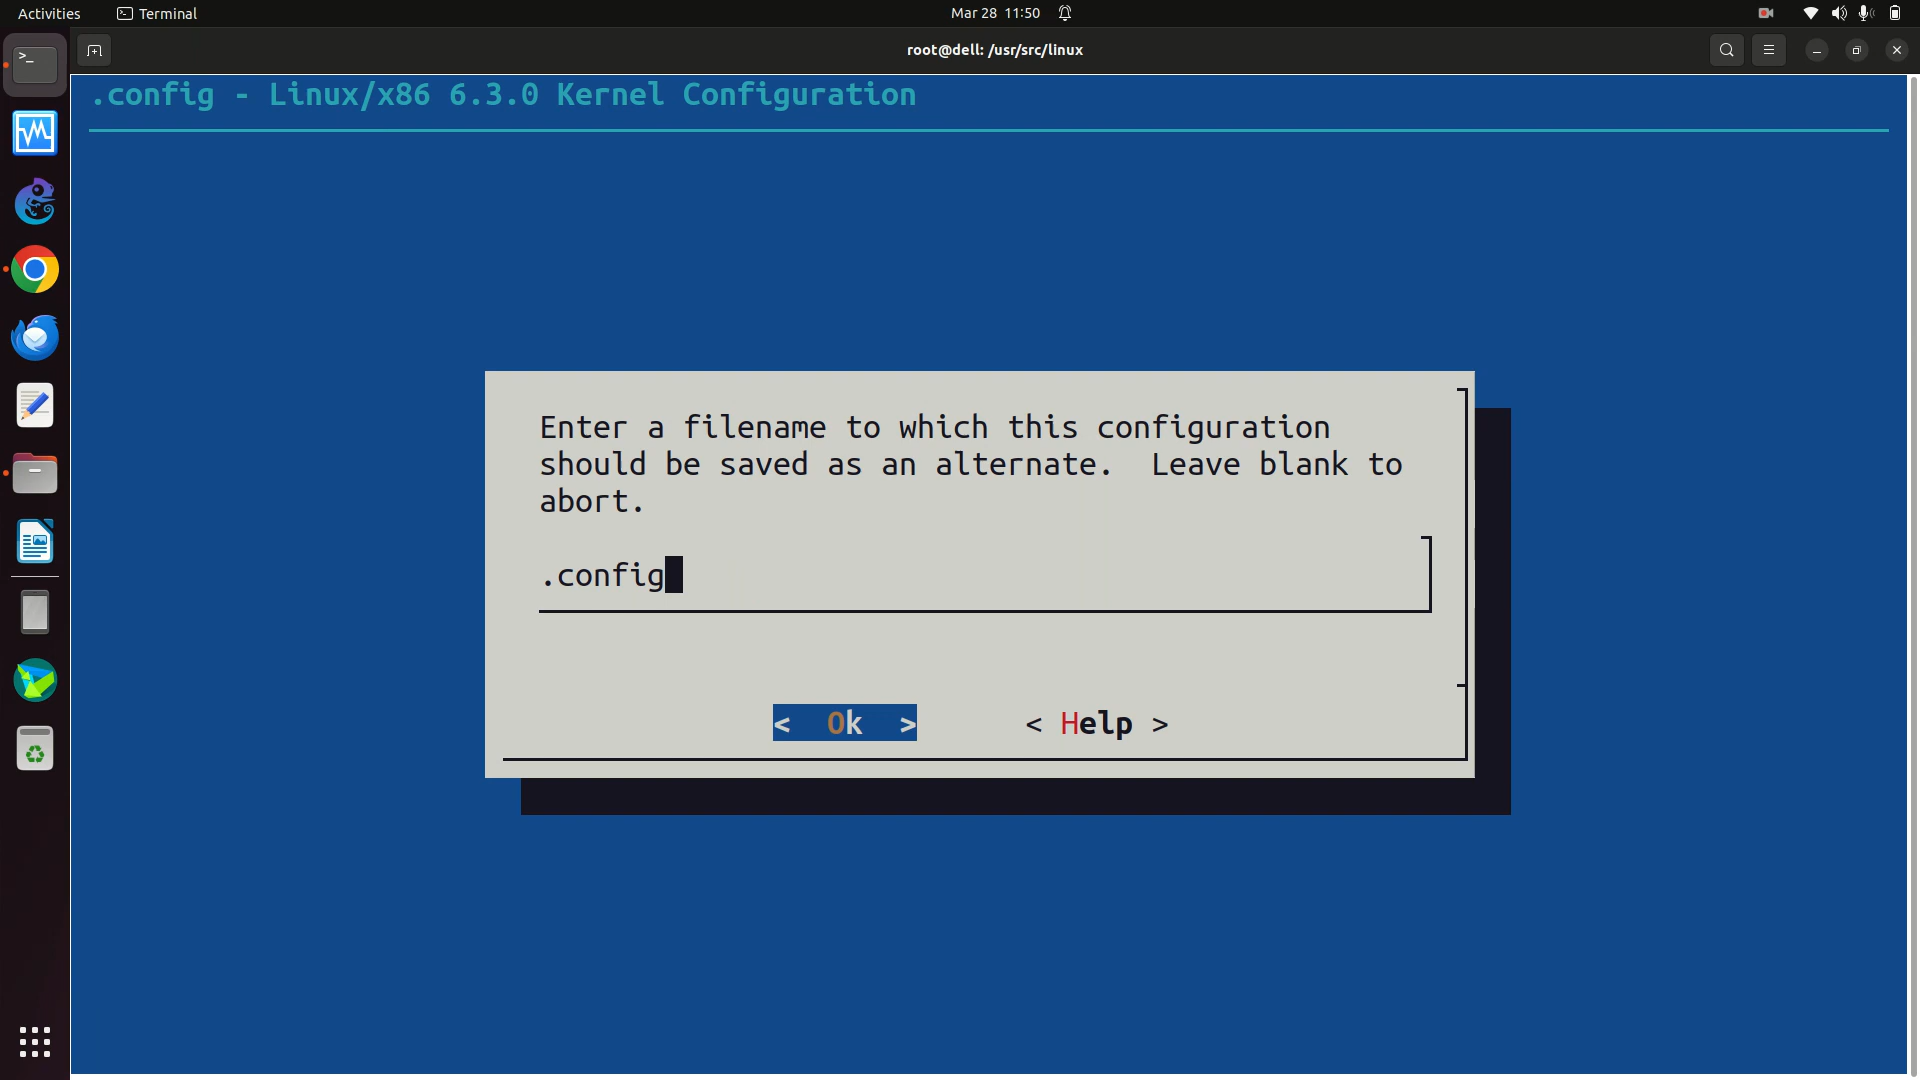 Activities
Terminal
Mar 28 11:50
root@dell: /usr/src/linux
.config - Linux/x86 6.3.0 Kernel Configuration
Enter a filename to which this configuration
should be saved as an alternate. Leave blank to
abort.
.config
< Ok > < Help >